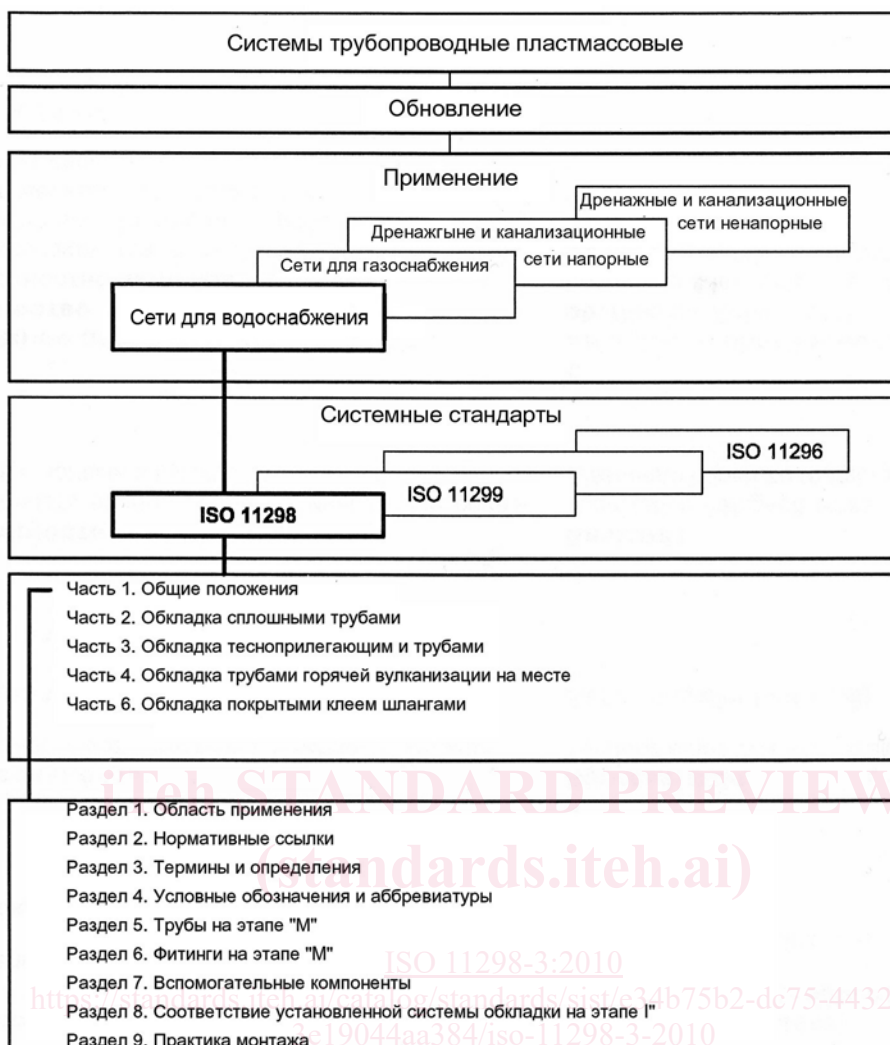 Системы трубопроводные пластмассовые
Обновление
Применение
Дренажные и канализационные
сети ненапорные
Дренажгыне и канализационные
сети напорные
Сети для газоснабжения
Сети для водоснабжения
Системные стандарты
ISO 11296
ISO 11299
ISO 11298
Часть 1. Общие положения
Часть 2. Обкладка сплошными трубами
Часть 3. Обкладка тесноприлегающим и трубами
Часть 4. Обкладка трубами горячей вулканизации на месте
Часть 6. Обкладка покрытыми клеем шлангами
iTeh STANDARD PREVIEW
(standards.iteh.ai)
Раздел 1. Область применения
Раздел 2. Нормативные ссылки
Раздел 3. Термины и определения
Раздел 4. Условные обозначения и аббревиатуры
Раздел 5. Трубы на этапе "М"
Раздел 6. Фитинги на этапе "М"
ISO 11298-3:2010
Раздел 7. Вспомогательные компоненты
https://standards.iteh.ai/catalog/standards/sist/e34b75b2-dc75-4432
Раздел 8. Соответствие установленной системы обкладки на этапе I"
3e19044aa384/iso-11298-3-2010
Раздел 9. Практика монтажа